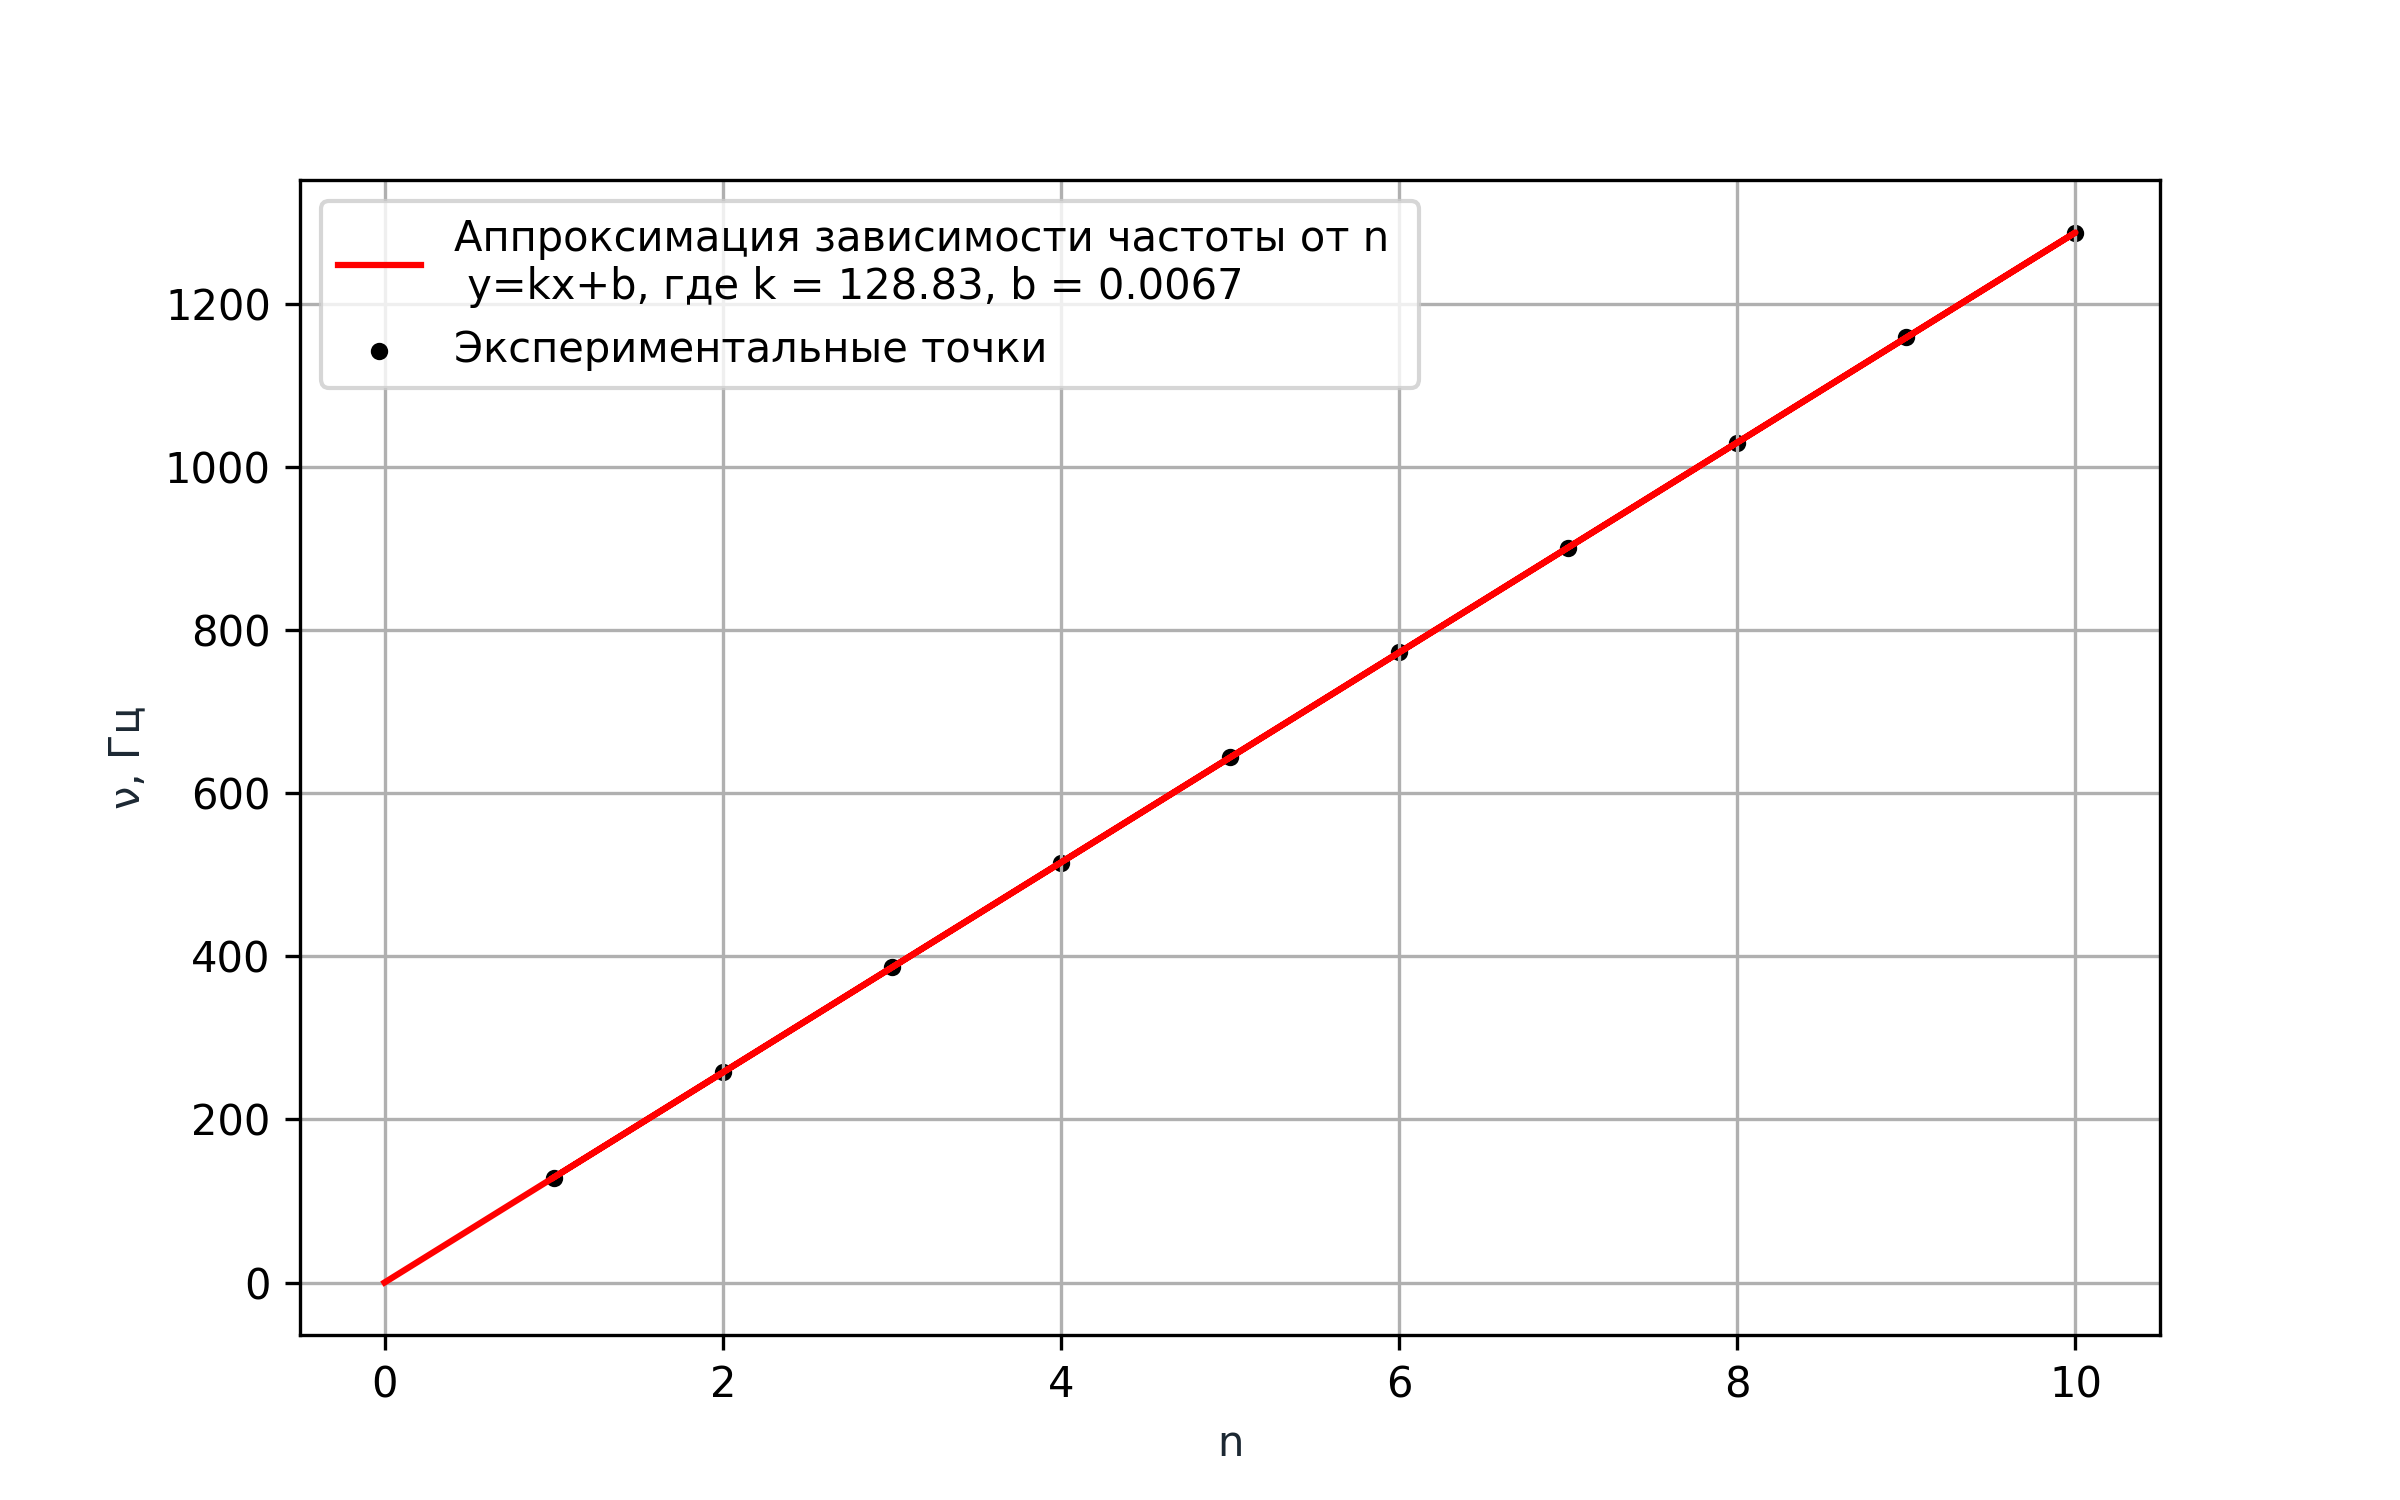 Аппроксимация зависимости частоты от n
y=kx+b, где k = 128.83, b = 0.0067
Экспериментальные точки
1200
1000
800
600
400
200
0
ν, Гц
0 2 4 6 8 10
n